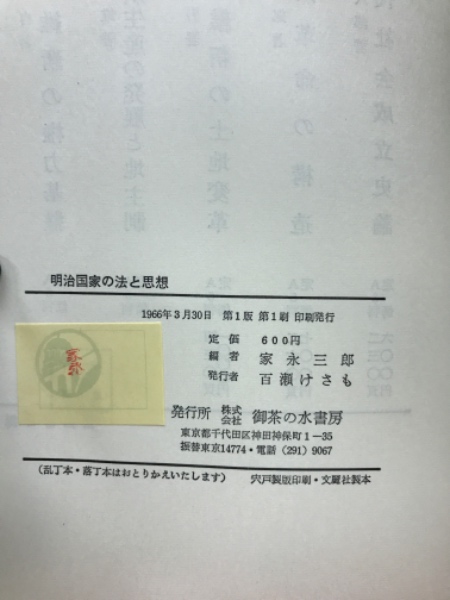 明治国家の法と思想
1966年3月30日 第1版 第1刷 印刷発行
定価 600円
編者 家永三郎
発行者 百瀬けさも
発行所 株式会社 御茶の水書房
東京都千代田区神田神保町1-35
振替東京14774・電話 (291) 9067
(乱丁本・落丁本はおとりかえいたします) 宍戸製版印刷・文麗社製本